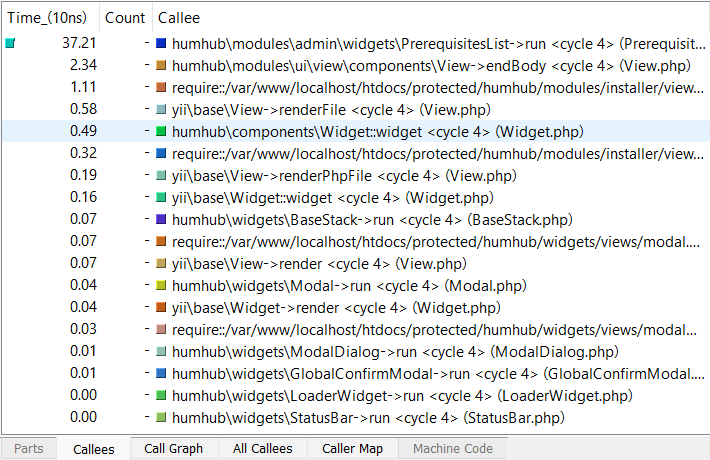 Time_(10ns) Count Callee
37.21 - humhub\modules\admin\widgets\PrerequisitesList->run <cycle 4> (Prerequisit...
2.34 - humhub\modules\ui\view\components\View->endBody <cycle 4> (View.php)
1.11 - require::/var/www/localhost/htdocs/protected/humhub/modules/installer/view...
0.58 - yii\base\View->renderFile <cycle 4> (View.php)
0.49 - humhub\components\Widget::widget <cycle 4> (Widget.php)
0.32 - require::/var/www/localhost/htdocs/protected/humhub/modules/installer/view...
0.19 - yii\base\View->renderPhpFile <cycle 4> (View.php)
0.16 - yii\base\Widget::widget <cycle 4> (Widget.php)
0.07 - humhub\widgets\BaseStack->run <cycle 4> (BaseStack.php)
0.07 - require::/var/www/localhost/htdocs/protected/humhub/widgets/views/modal....
0.07 - yii\base\View->render <cycle 4> (View.php)
0.04 - humhub\widgets\Modal->run <cycle 4> (Modal.php)
0.04 - yii\base\Widget->render <cycle 4> (Widget.php)
0.03 - require::/var/www/localhost/htdocs/protected/humhub/widgets/views/modal...
0.01 - humhub\widgets\ModalDialog->run <cycle 4> (ModalDialog.php)
0.01 - humhub\widgets\GlobalConfirmModal->run <cycle 4> (GlobalConfirmModal....
0.00 - humhub\widgets\LoaderWidget->run <cycle 4> (LoaderWidget.php)
0.00 - humhub\widgets\StatusBar->run <cycle 4> (StatusBar.php)
Parts Callees Call Graph All Callees Caller Map Machine Code